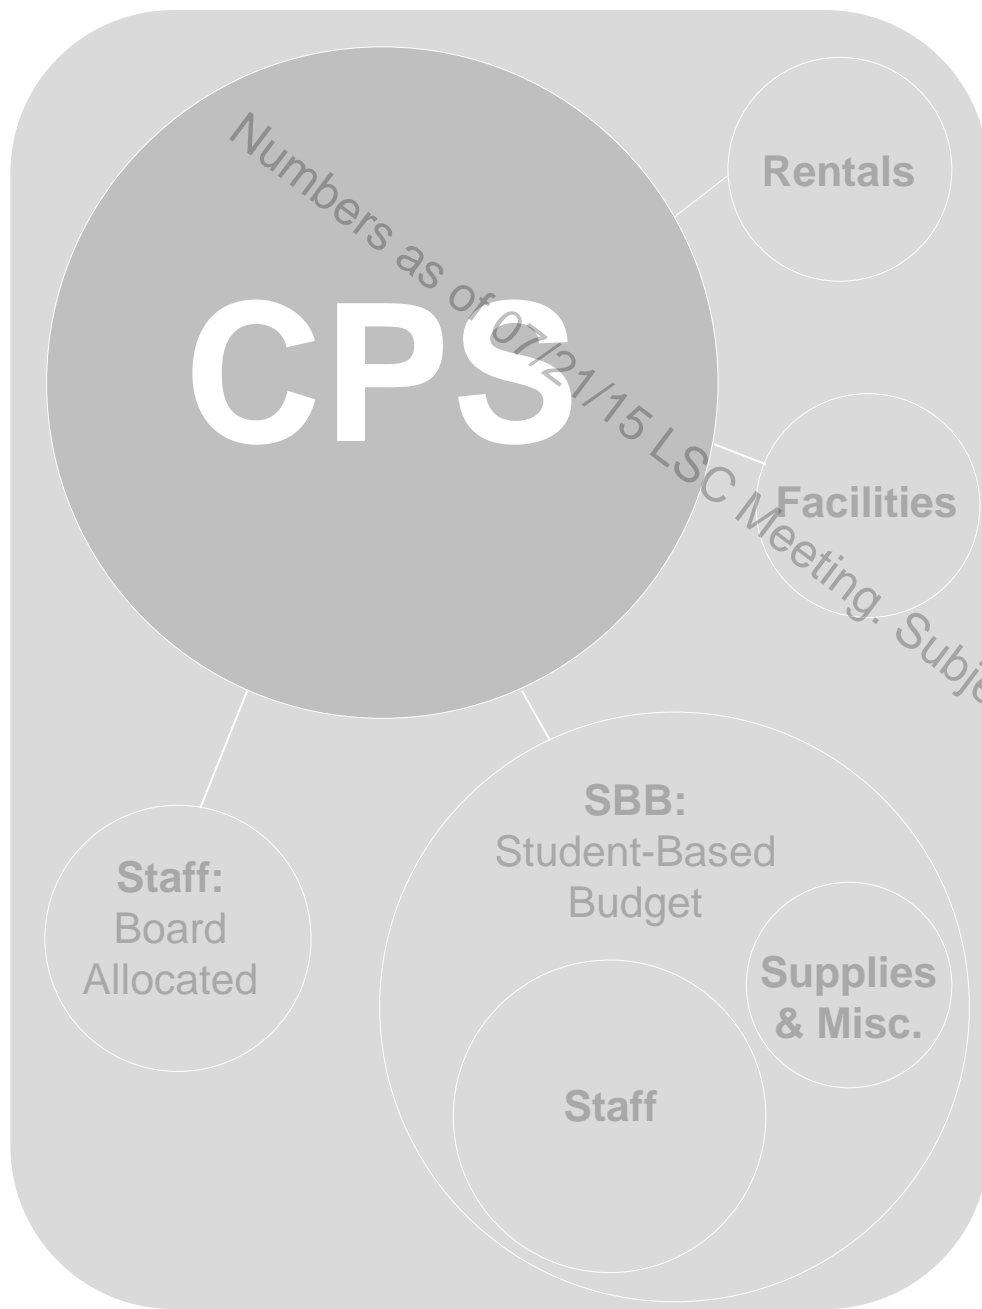 Rentals
CPS
Numbers as of 07/21/15 LSC Meeting. Subje
Facilities
SBB:
Student-Based
Budget
Staff:
Board
Allocated
Supplies
& Misc.
Staff